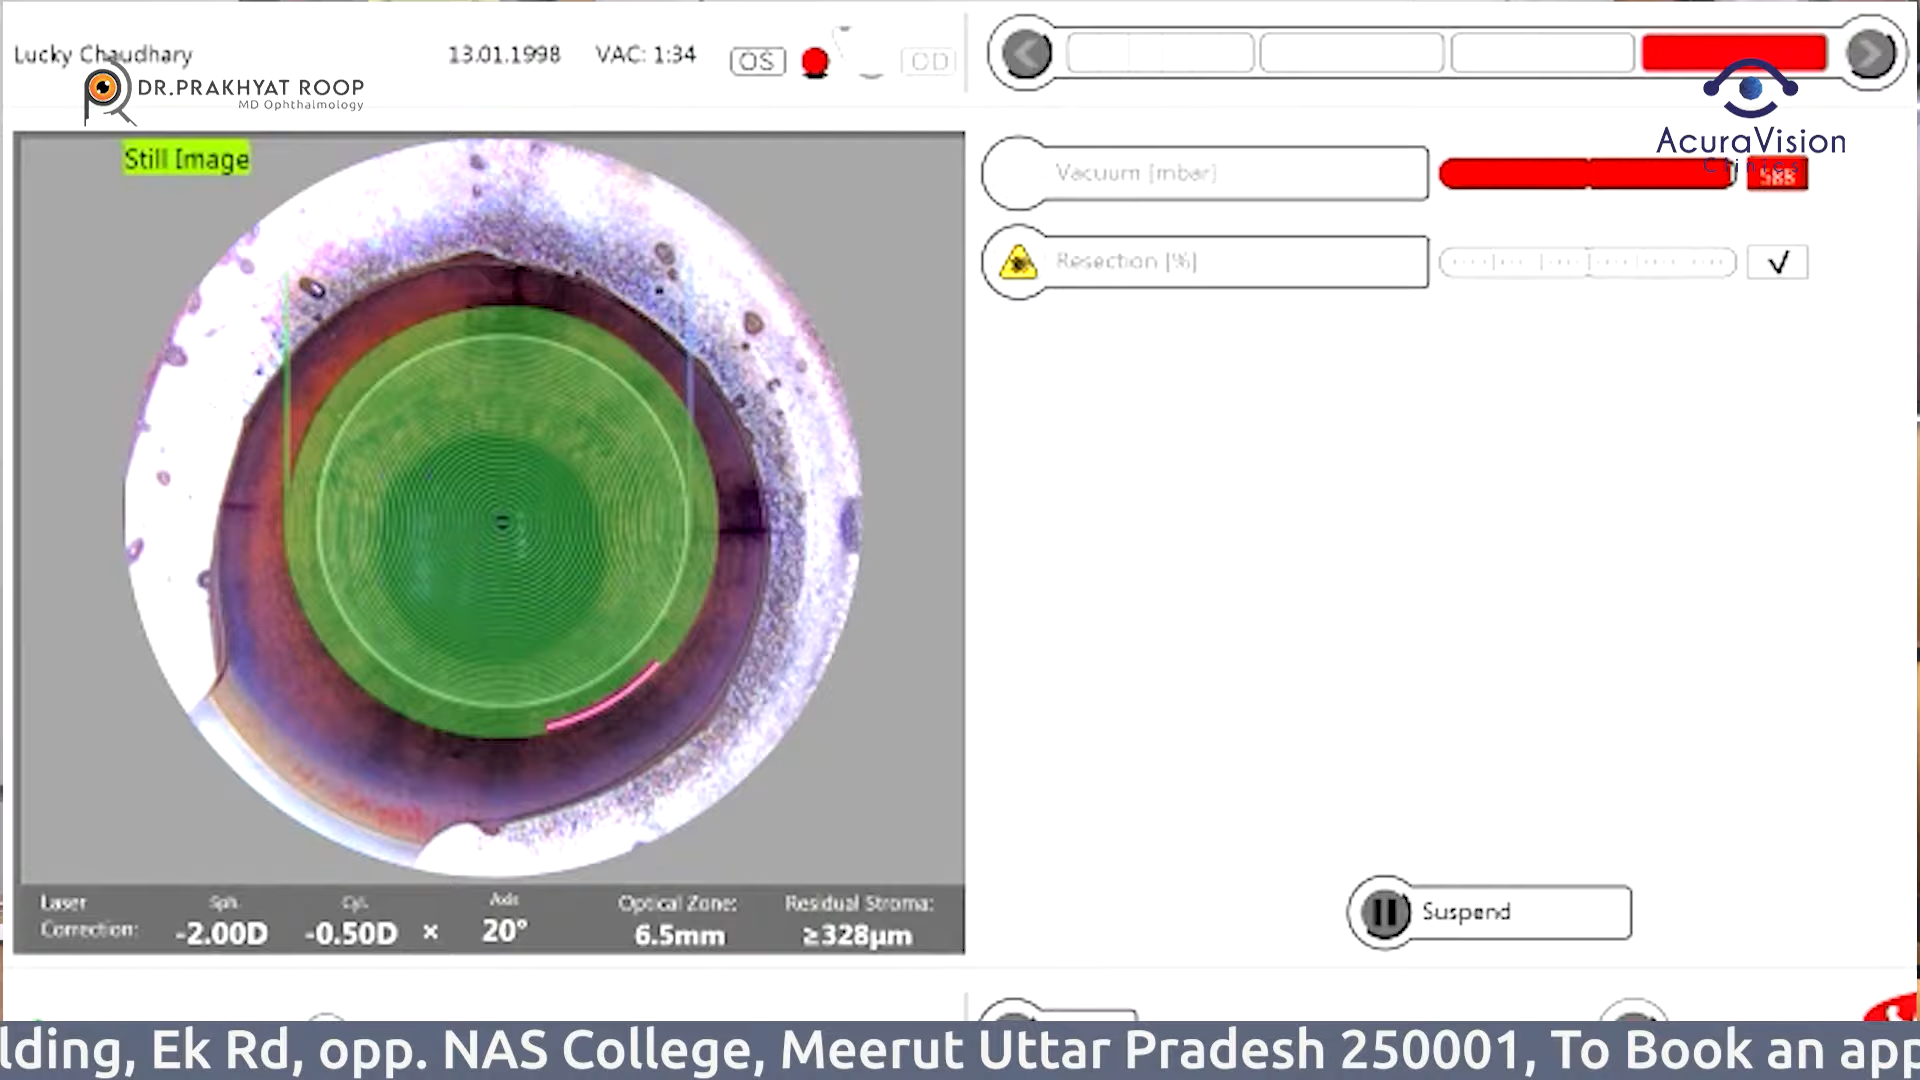 Lucky Chaudhary 13.01.1998 VAC: 1:34 OS
DR.PRAKHYAT ROOP
MD Ophthalmology
AcuraVision
Clinics
Still Image
Vacuum [mbar]
Resection [%]
Laser Correction:
Sph. -2.00D
Cyl. -0.50D ×
Axis 20°
Optical Zone: 6.5mm
Residual Stroma: ≥328µm
Suspend
lding, Ek Rd, opp. NAS College, Meerut Uttar Pradesh 250001, To Book an app